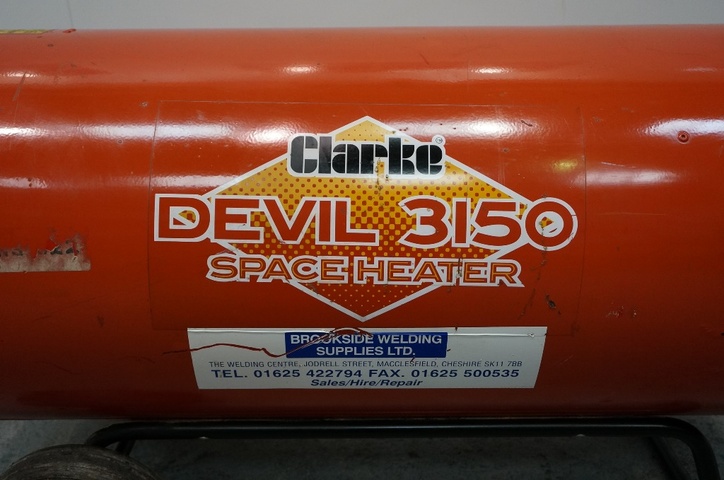 Clarke®
DEVIL 3150
SPACE HEATER
BROOKSIDE WELDING
SUPPLIES LTD.
THE WELDING CENTRE, JODRELL STREET, MACCLESFIELD, CHESHIRE SK11 7BB
TEL. 01625 422794 FAX. 01625 500535
Sales/Hire/Repair